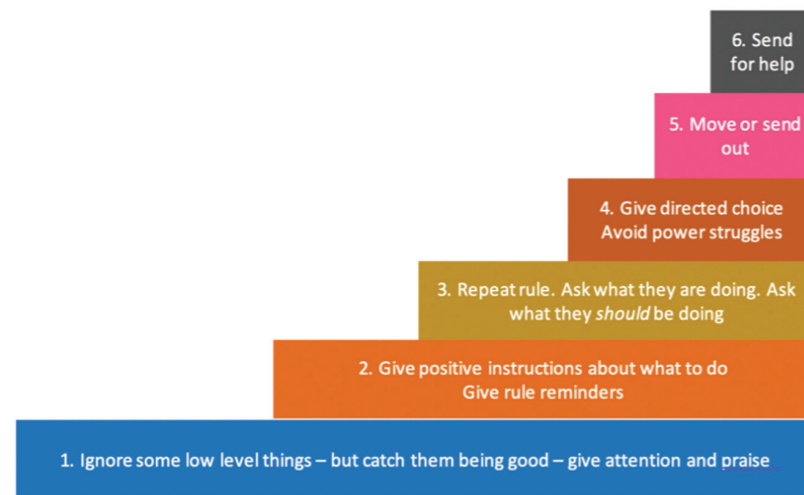 6. Send
for help
5. Move or send
out
4. Give directed choice
Avoid power struggles
3. Repeat rule. Ask what they are doing. Ask
what they should be doing
2. Give positive instructions about what to do
Give rule reminders
1. Ignore some low level things – but catch them being good – give attention and praise